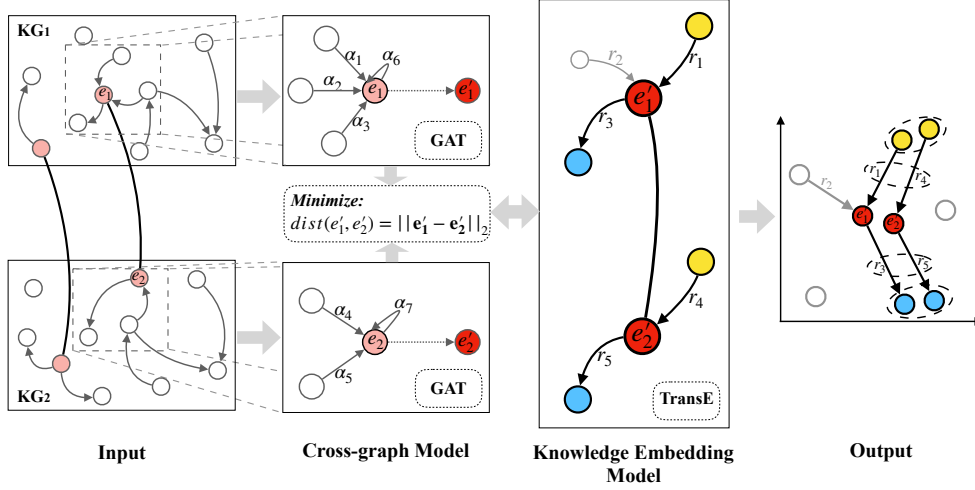 KG1
e1
α1
α2
α3
α6
e1
e′1
GAT
Minimize:
dist(e′1, e′2) = ||e′1 − e′2||2
KG2
e2
α4
α5
α7
e2
e′2
GAT
r1
r2
e′1
r3
r4
e′2
r5
TransE
r1
r4
r2
e′1
e2
r3
r5
Input
Cross-graph Model
Knowledge Embedding
Model
Output